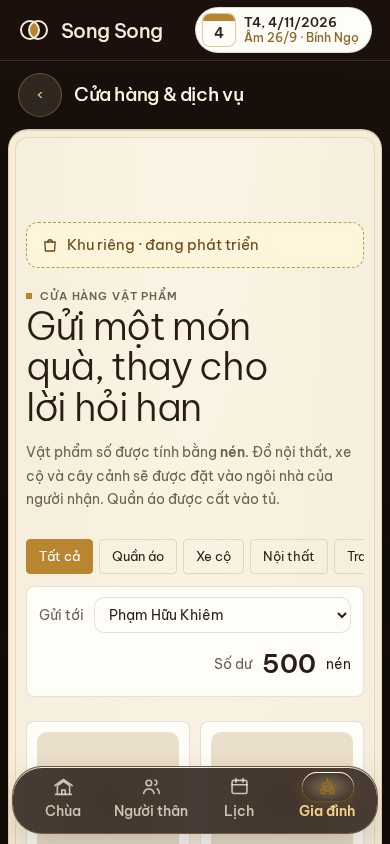 Song Song
4
T4, 4/11/2026
Âm 26/9 · Bính Ngọ
‹
Cửa hàng & dịch vụ
Khu riêng · đang phát triển
CỬA HÀNG VẬT PHẨM
Gửi một món
quà, thay cho
lời hỏi han
Vật phẩm số được tính bằng nén. Đồ nội thất, xe
cộ và cây cảnh sẽ được đặt vào ngôi nhà của
người nhận. Quần áo được cất vào tủ.
Tất cả
Quần áo
Xe cộ
Nội thất
Gửi tới
Phạm Hữu Khiêm
Số dư 500 nén
Chùa
Người thân
Lịch
Gia đình